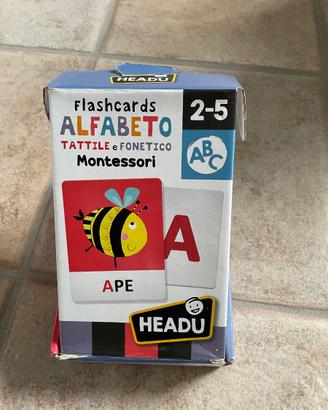 HEADU
Flashcards
ALFABETO
TATTILE e FONETICO
Montessori
2-5
ABC
A
APE
HEADU